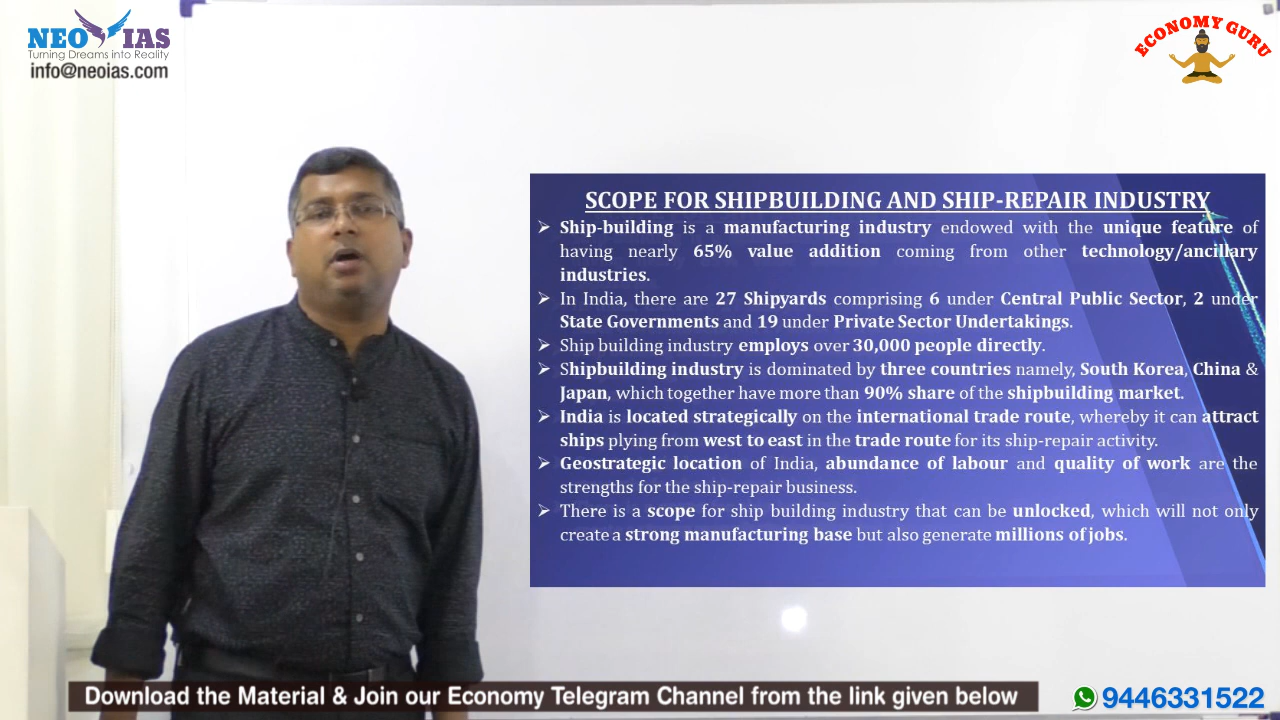 NEO IAS
Turning Dreams into Reality
info@neoias.com
ECONOMY GURU
SCOPE FOR SHIPBUILDING AND SHIP-REPAIR INDUSTRY
➢ Ship-building is a manufacturing industry endowed with the unique feature of
having nearly 65% value addition coming from other technology/ancillary
industries.
➢ In India, there are 27 Shipyards comprising 6 under Central Public Sector, 2 under
State Governments and 19 under Private Sector Undertakings.
➢ Ship building industry employs over 30,000 people directly.
➢ Shipbuilding industry is dominated by three countries namely, South Korea, China &
Japan, which together have more than 90% share of the shipbuilding market.
➢ India is located strategically on the international trade route, whereby it can attract
ships plying from west to east in the trade route for its ship-repair activity.
➢ Geostrategic location of India, abundance of labour and quality of work are the
strengths for the ship-repair business.
➢ There is a scope for ship building industry that can be unlocked, which will not only
create a strong manufacturing base but also generate millions of jobs.
Download the Material & Join our Economy Telegram Channel from the link given below
9446331522